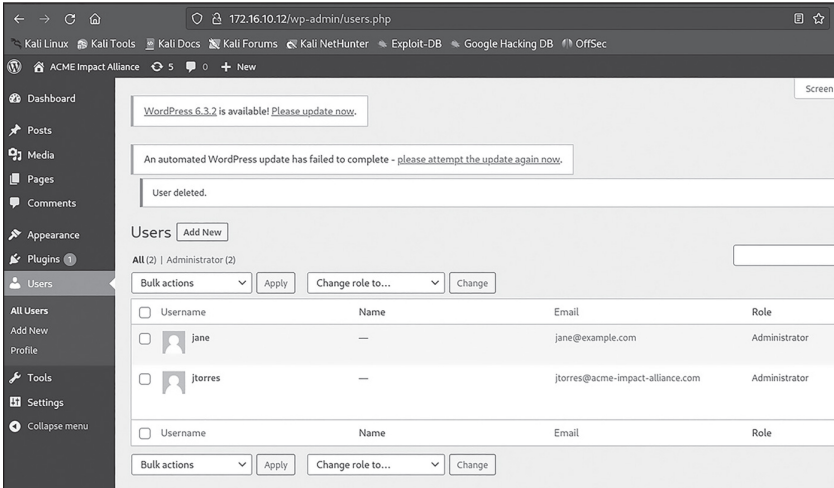 172.16.10.12/wp-admin/users.php
Kali Linux Kali Tools Kali Docs Kali Forums Kali NetHunter Exploit-DB Google Hacking DB OffSec
ACME Impact Alliance 5 0 + New
Screen
Dashboard
Posts
Media
Pages
Comments
Appearance
Plugins 1
Users
All Users
Add New
Profile
Tools
Settings
Collapse menu
WordPress 6.3.2 is available! Please update now.
An automated WordPress update has failed to complete - please attempt the update again now.
User deleted.
Users Add New
All (2) | Administrator (2)
Bulk actions Apply Change role to... Change
Username Name Email Role
jane — jane@example.com Administrator
jtorres — jtorres@acme-impact-alliance.com Administrator
Username Name Email Role
Bulk actions Apply Change role to... Change